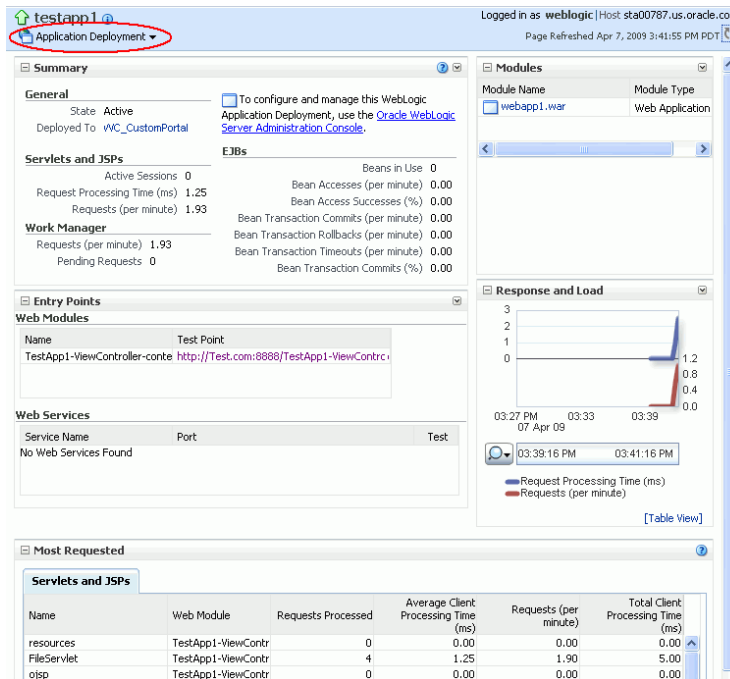 testapp1
Logged in as weblogic|Host sta00787.us.oracle.co
Application Deployment
Page Refreshed Apr 7, 2009 3:41:55 PM PDT
Summary
General
State Active
Deployed To WC_CustomPortal
Servlets and JSPs
Active Sessions 0
Request Processing Time (ms) 1.25
Requests (per minute) 1.93
Work Manager
Requests (per minute) 1.93
Pending Requests 0
To configure and manage this WebLogic
Application Deployment, use the Oracle WebLogic
Server Administration Console.
EJBs
Beans in Use 0
Bean Accesses (per minute) 0.00
Bean Access Successes (%) 0.00
Bean Transaction Commits (per minute) 0.00
Bean Transaction Rollbacks (per minute) 0.00
Bean Transaction Timeouts (per minute) 0.00
Bean Transaction Commits (%) 0.00
Modules
Module Name Module Type
webapp1.war Web Application
Entry Points
Web Modules
Name Test Point
TestApp1-ViewController-conte http://Test.com:8888/TestApp1-ViewContrc
Web Services
Service Name Port Test
No Web Services Found
Response and Load
3
2
1
0
1.2
0.8
0.4
0.0
03:27 PM 03:33 03:39
07 Apr 09
03:39:16 PM 03:41:16 PM
Request Processing Time (ms)
Requests (per minute)
[Table View]
Most Requested
Servlets and JSPs
Name Web Module Requests Processed Average Client Processing Time (ms) Requests (per minute) Total Client Processing Time (ms)
resources TestApp1-ViewContr 0 0.00 0.00 0.00
FileServlet TestApp1-ViewContr 4 1.25 1.90 5.00
ojsp TestApp1-ViewContr 0 0.00 0.00 0.00